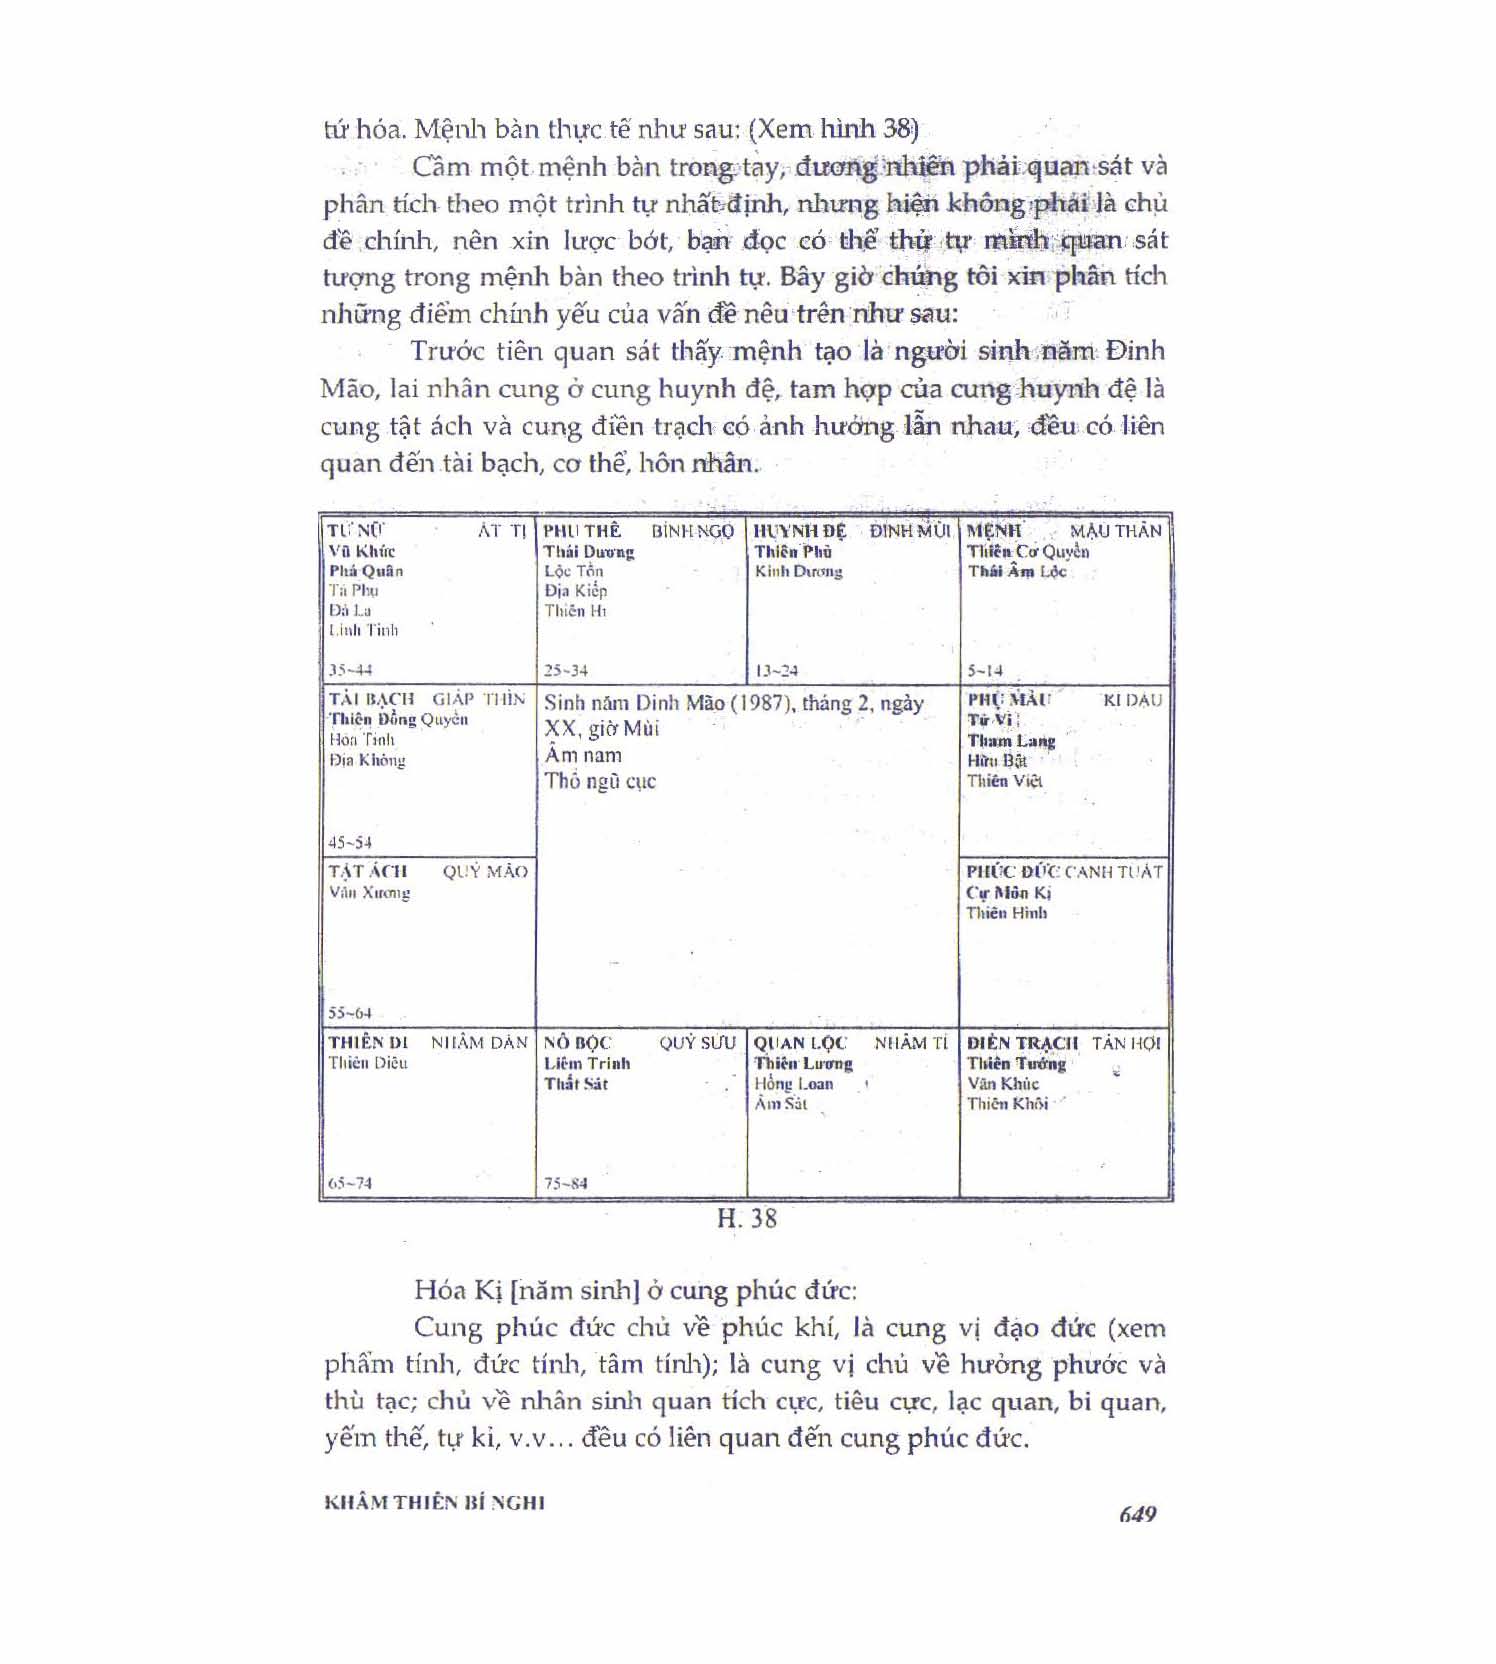 tứ hóa. Mệnh bàn thực tế như sau: (Xem hình 38)
Cầm một mệnh bàn trong tay, đương nhiên phải quan sát và
phân tích theo một trình tự nhất định, nhưng hiện không phải là chủ
đề chính, nên xin lược bớt, bạn đọc có thể thử tự mình quan sát
tượng trong mệnh bàn theo trình tự. Bây giờ chúng tôi xin phân tích
những điểm chính yếu của vấn đề nêu trên như sau:
Trước tiên quan sát thấy mệnh tạo là người sinh năm Đinh
Mão, lai nhân cung ở cung huynh đệ, tam hợp của cung huynh đệ là
cung tật ách và cung điền trạch có ảnh hưởng lẫn nhau, đều có liên
quan đến tài bạch, cơ thể, hôn nhân.
TỬ NỮ ẤT TỊ
Vũ Khúc
Phá Quân
Tả Phụ
Đà La
Linh Tinh
35~44
PHU THÊ BÍNH NGỌ
Thái Dương
Lộc Tồn
Địa Kiếp
Thiên Hỉ
25~34
HUYNH ĐỆ ĐINH MÙI
Thiên Phủ
Kình Dương
13~24
MỆNH MẬU THÂN
Thiên Cơ Quyền
Thái Âm Lộc
5~14
TÀI BẠCH GIÁP THÌN
Thiên Đồng Quyền
Hỏa Tinh
Địa Không
45~54
Sinh năm Đinh Mão (1987), tháng 2, ngày
XX, giờ Mùi
Âm nam
Thổ ngũ cục
PHỤ MẪU KỈ DẬU
Tử Vi
Tham Lang
Hữu Bật
Thiên Việt
TẬT ÁCH QUÝ MÃO
Văn Xương
55~64
PHÚC ĐỨC CANH TUẤT
Cự Môn Kị
Thiên Hình
THIÊN DI NHÂM DẦN
Thiên Diêu
65~74
NÔ BỘC QUÝ SỬU
Liêm Trinh
Thất Sát
75~84
QUAN LỘC NHÂM TÍ
Thiên Lương
Hồng Loan
Âm Sát
ĐIỀN TRẠCH TÂN HỢI
Thiên Tướng
Văn Khúc
Thiên Khôi
H. 38
Hóa Kị [năm sinh] ở cung phúc đức:
Cung phúc đức chủ về phúc khí, là cung vị đạo đức (xem
phẩm tính, đức tính, tâm tính); là cung vị chủ về hưởng phước và
thù tạc; chủ về nhân sinh quan tích cực, tiêu cực, lạc quan, bi quan,
yếm thế, tự kỉ, v.v... đều có liên quan đến cung phúc đức.
KHÂM THIÊN BÍ NGHI
649